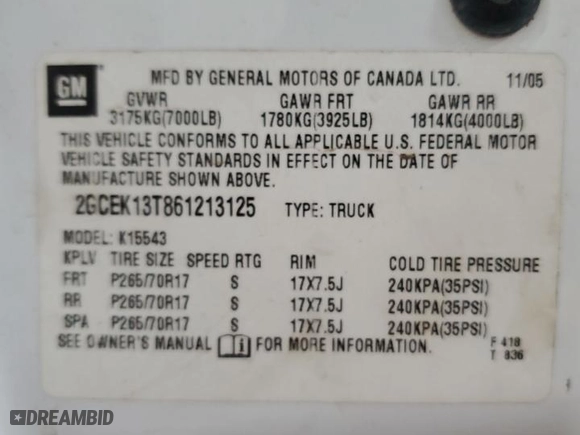 GM
MFD BY GENERAL MOTORS OF CANADA LTD. 11/05
GVWR GAWR FRT GAWR RR
3175KG(7000LB) 1780KG(3925LB) 1814KG(4000LB)
THIS VEHICLE CONFORMS TO ALL APPLICABLE U.S. FEDERAL MOTOR
VEHICLE SAFETY STANDARDS IN EFFECT ON THE DATE OF
MANUFACTURE SHOWN ABOVE.
2GCEK13T861213125 TYPE: TRUCK
MODEL: K15543
KPLV TIRE SIZE SPEED RTG RIM COLD TIRE PRESSURE
FRT P265/70R17 S 17X7.5J 240KPA(35PSI)
RR P265/70R17 S 17X7.5J 240KPA(35PSI)
SPA P265/70R17 S 17X7.5J 240KPA(35PSI)
SEE OWNER'S MANUAL FOR MORE INFORMATION.
F 418
T 836
DREAMBID